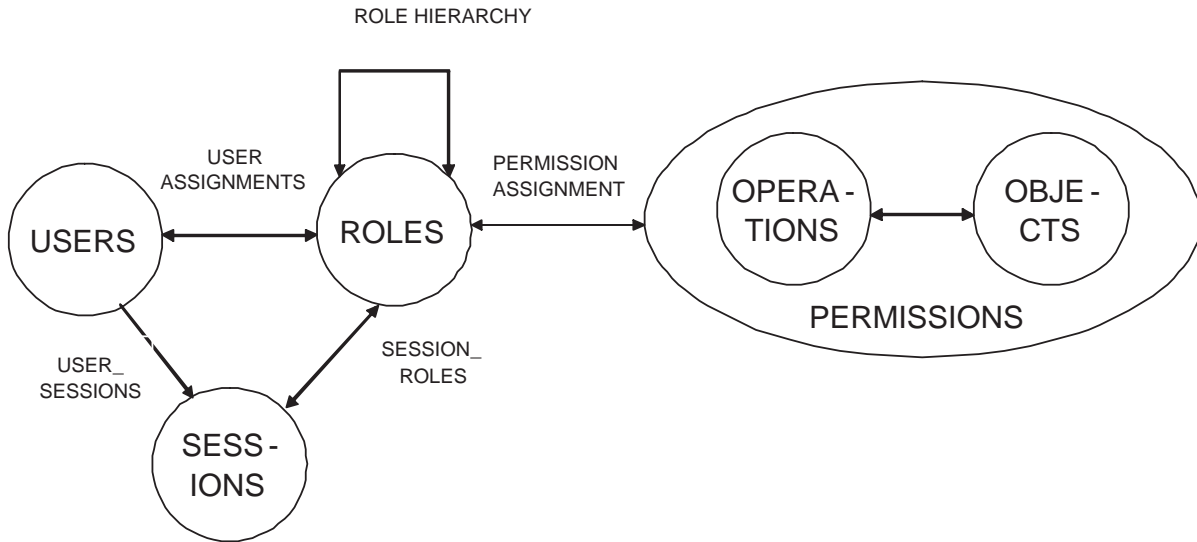 ROLE HIERARCHY
USER
ASSIGNMENTS
PERMISSION
ASSIGNMENT
USERS
ROLES
OPERA-
TIONS
OBJE-
CTS
PERMISSIONS
USER_
SESSIONS
SESSION_
ROLES
SESS-
IONS